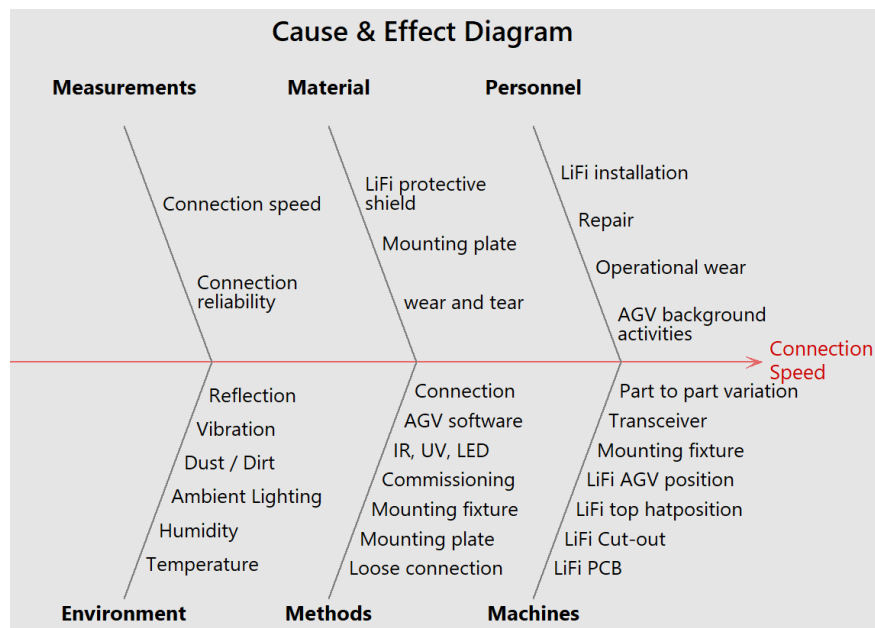 Cause & Effect Diagram
Measurements
Material
Personnel
Connection speed
Connection
reliability
LiFi protective
shield
Mounting plate
wear and tear
LiFi installation
Repair
Operational wear
AGV background
activities
Connection
Speed
Reflection
Vibration
Dust / Dirt
Ambient Lighting
Humidity
Temperature
Connection
AGV software
IR, UV, LED
Commissioning
Mounting fixture
Mounting plate
Loose connection
Part to part variation
Transceiver
Mounting fixture
LiFi AGV position
LiFi top hatposition
LiFi Cut-out
LiFi PCB
Environment
Methods
Machines